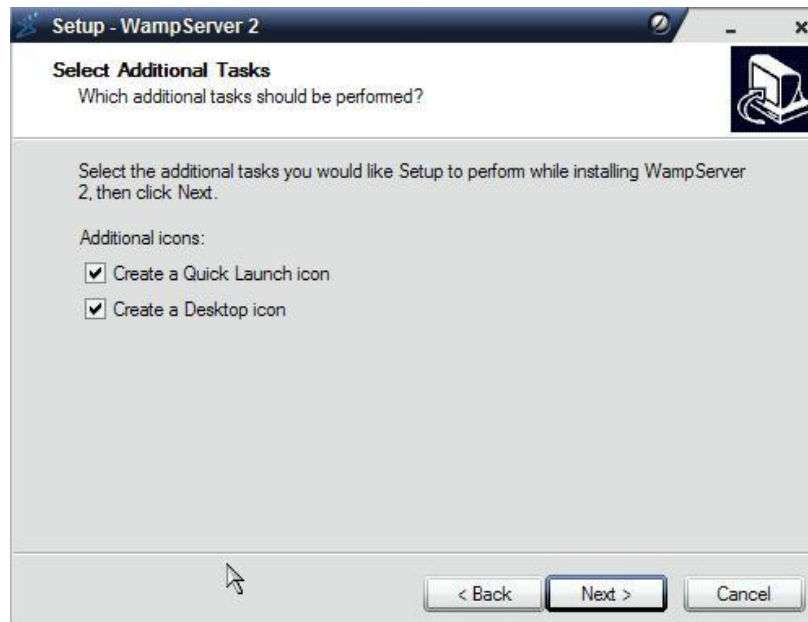 Setup - WampServer 2
Select Additional Tasks
Which additional tasks should be performed?
Select the additional tasks you would like Setup to perform while installing WampServer
2, then click Next.
Additional icons:
Create a Quick Launch icon
Create a Desktop icon
< Back
Next >
Cancel